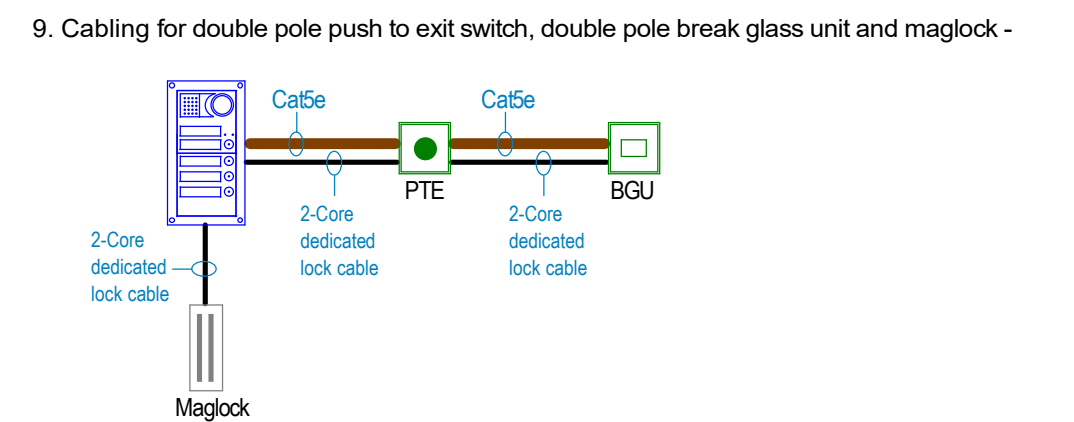 9. Cabling for double pole push to exit switch, double pole break glass unit and maglock -
Cat5e
Cat5e
PTE
BGU
2-Core
dedicated
lock cable
2-Core
dedicated
lock cable
2-Core
dedicated
lock cable
Maglock